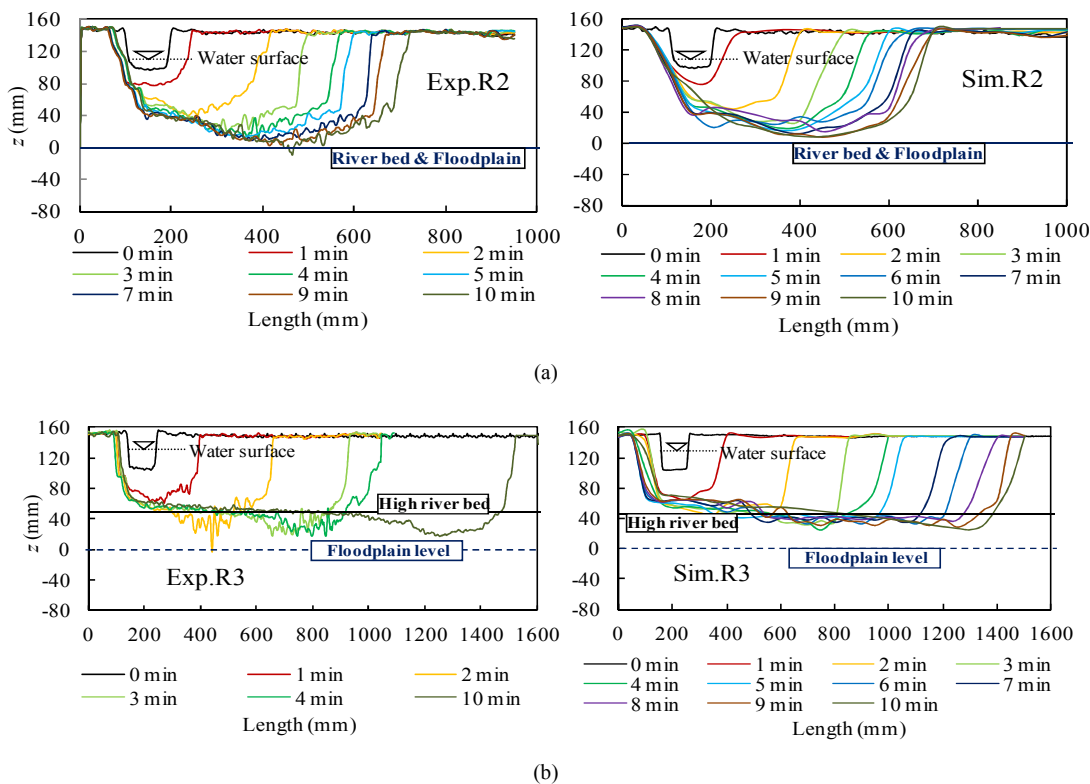 160
120
80
40
0
-40
-80
z (mm)
Water surface
Exp.R2
River bed & Floodplain
0 200 400 600 800 1000
0 min 1 min 2 min
3 min 4 min 5 min
7 min 9 min 10 min
Length (mm)
160
120
80
40
0
-40
-80
Water surface
Sim.R2
River bed & Floodplain
0 200 400 600 800 1000
0 min 1 min 2 min 3 min
4 min 5 min 6 min 7 min
8 min 9 min 10 min
Length (mm)
(a)
160
120
80
40
0
-40
-80
z (mm)
Water surface
High river bed
Floodplain level
Exp.R3
0 200 400 600 800 1000 1200 1400 1600
0 min 1 min 2 min
3 min 4 min 10 min
Length (mm)
160
120
80
40
0
-40
-80
Water surface
High river bed
Floodplain level
Sim.R3
0 200 400 600 800 1000 1200 1400 1600
0 min 1 min 2 min 3 min
4 min 5 min 6 min 7 min
8 min 9 min 10 min
Length (mm)
(b)